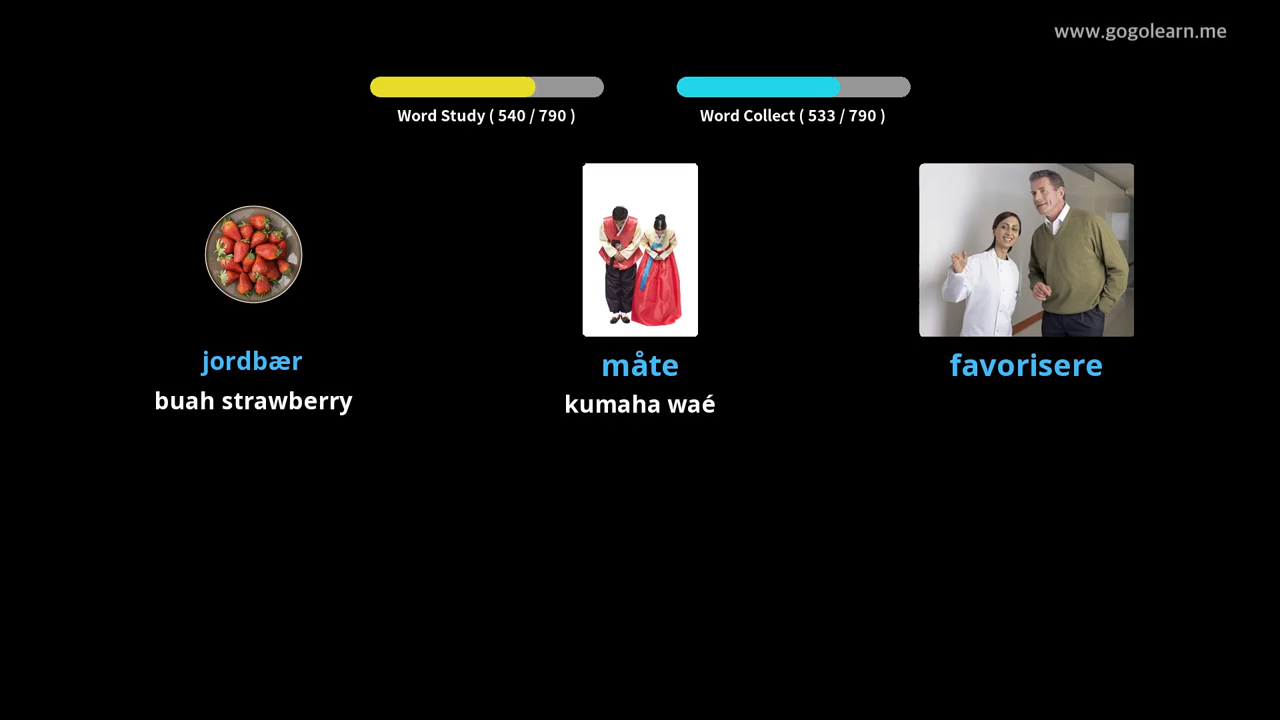 www.gogolearn.me
Word Study ( 540 / 790 )
Word Collect ( 533 / 790 )
jordbær
buah strawberry
måte
kumaha waé
favorisere